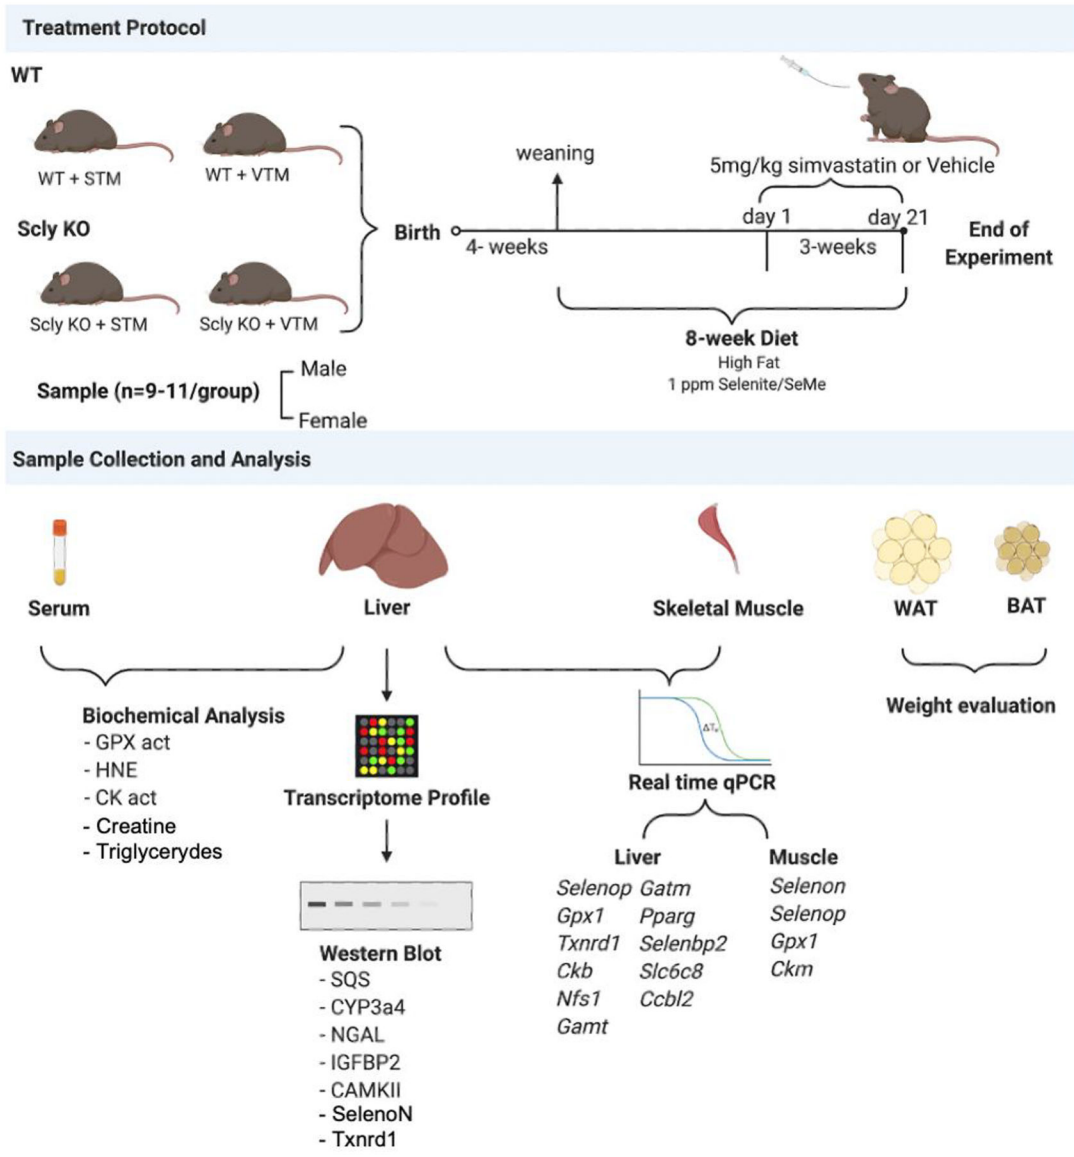 Treatment Protocol
WT
WT + STM
WT + VTM
Scly KO
Scly KO + STM
Scly KO + VTM
Sample (n=9-11/group)
Male
Female
Birth
4- weeks
weaning
5mg/kg simvastatin or Vehicle
day 1
day 21
3-weeks
End of
Experiment
8-week Diet
High Fat
1 ppm Selenite/SeMe
Sample Collection and Analysis
Serum
Liver
Skeletal Muscle
WAT
BAT
Biochemical Analysis
- GPX act
- HNE
- CK act
- Creatine
- Triglycerydes
Transcriptome Profile
Western Blot
- SQS
- CYP3a4
- NGAL
- IGFBP2
- CAMKII
- SelenoN
- Txnrd1
Real time qPCR
Liver
Selenop Gatm
Gpx1 Pparg
Txnrd1 Selenbp2
Ckb Slc6c8
Nfs1 Ccbl2
Gamt
Muscle
Selenon
Selenop
Gpx1
Ckm
Weight evaluation